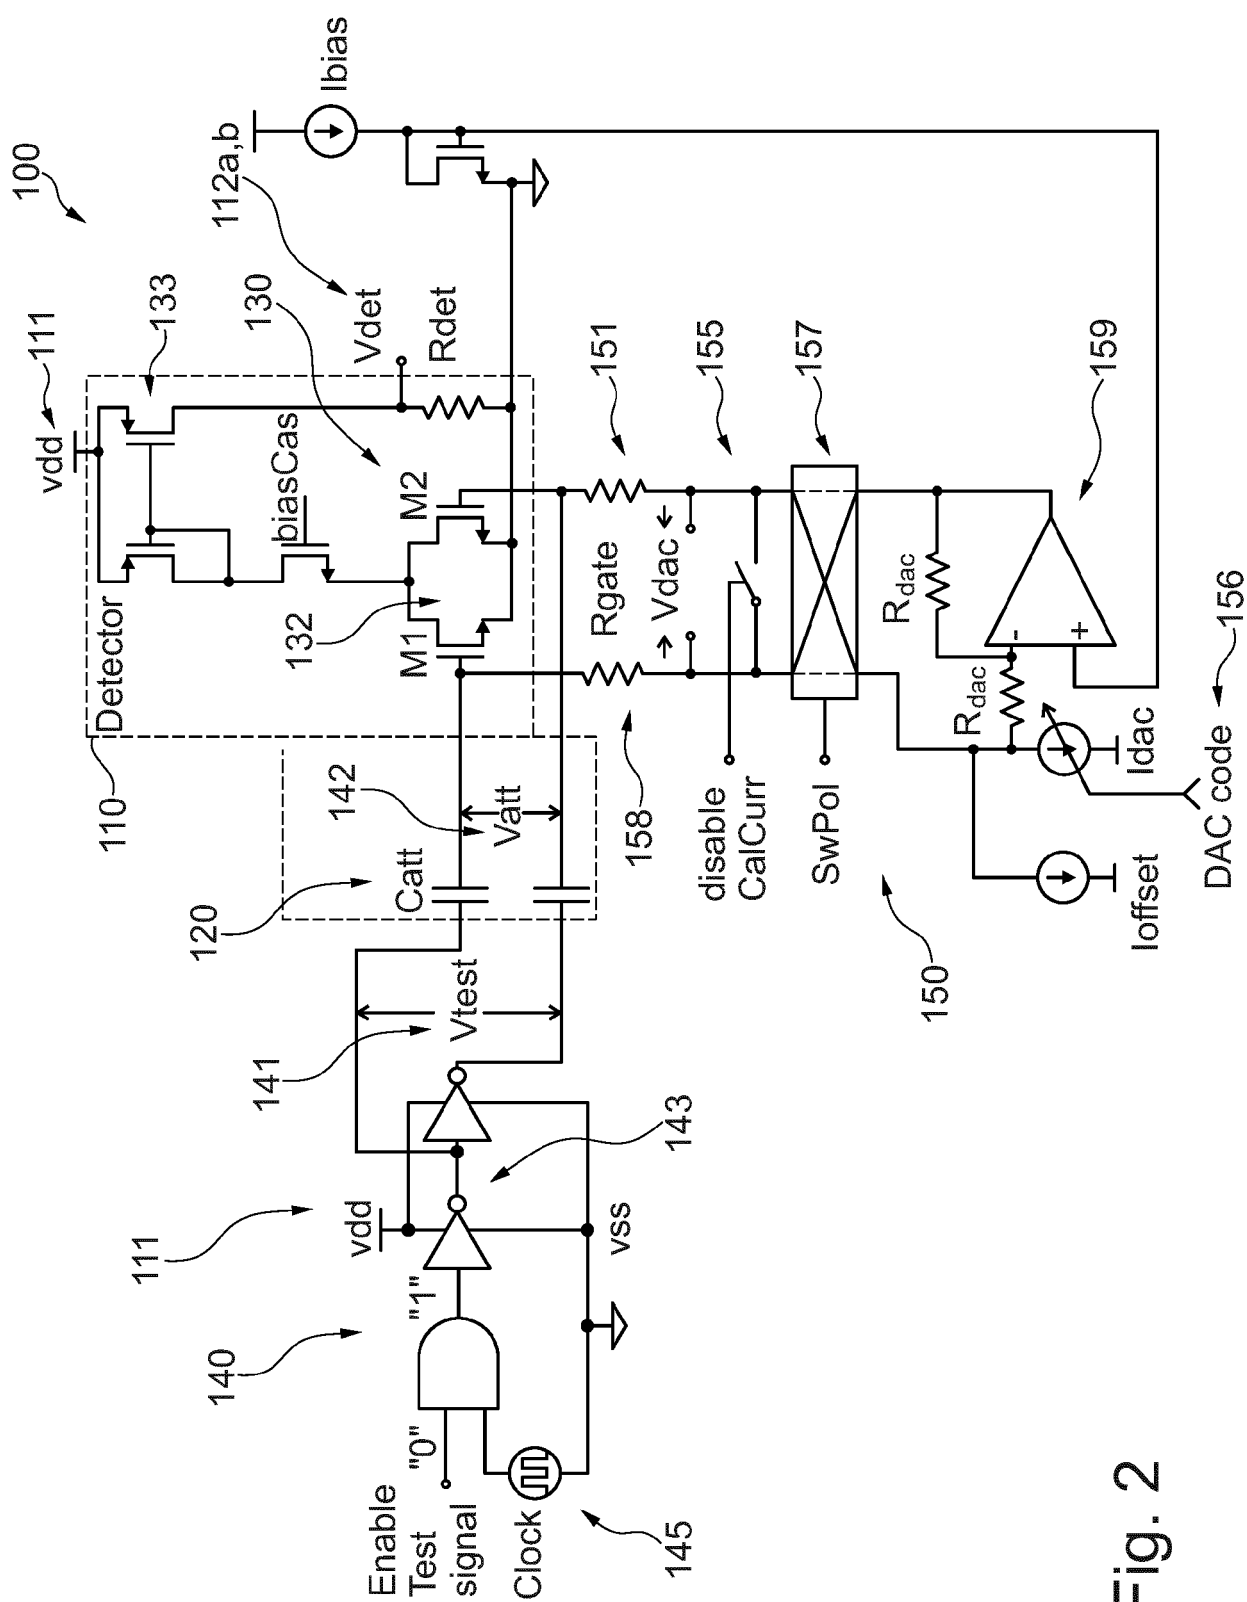 100
vdd
111
133
Vdet
112a,b
Ibias
110
Detector
biasCas
130
Rdet
M1
132
M2
120
Catt
142
Vatt
158
Rgate
151
Vdac
155
disable
CalCurr
SwPol
157
150
Rdac
Rdac
-
+
159
Ioffset
Idac
DAC code
156
141
Vtest
111
vdd
143
vss
140
"1"
"0"
Enable
Test
signal
Clock
145
Fig. 2